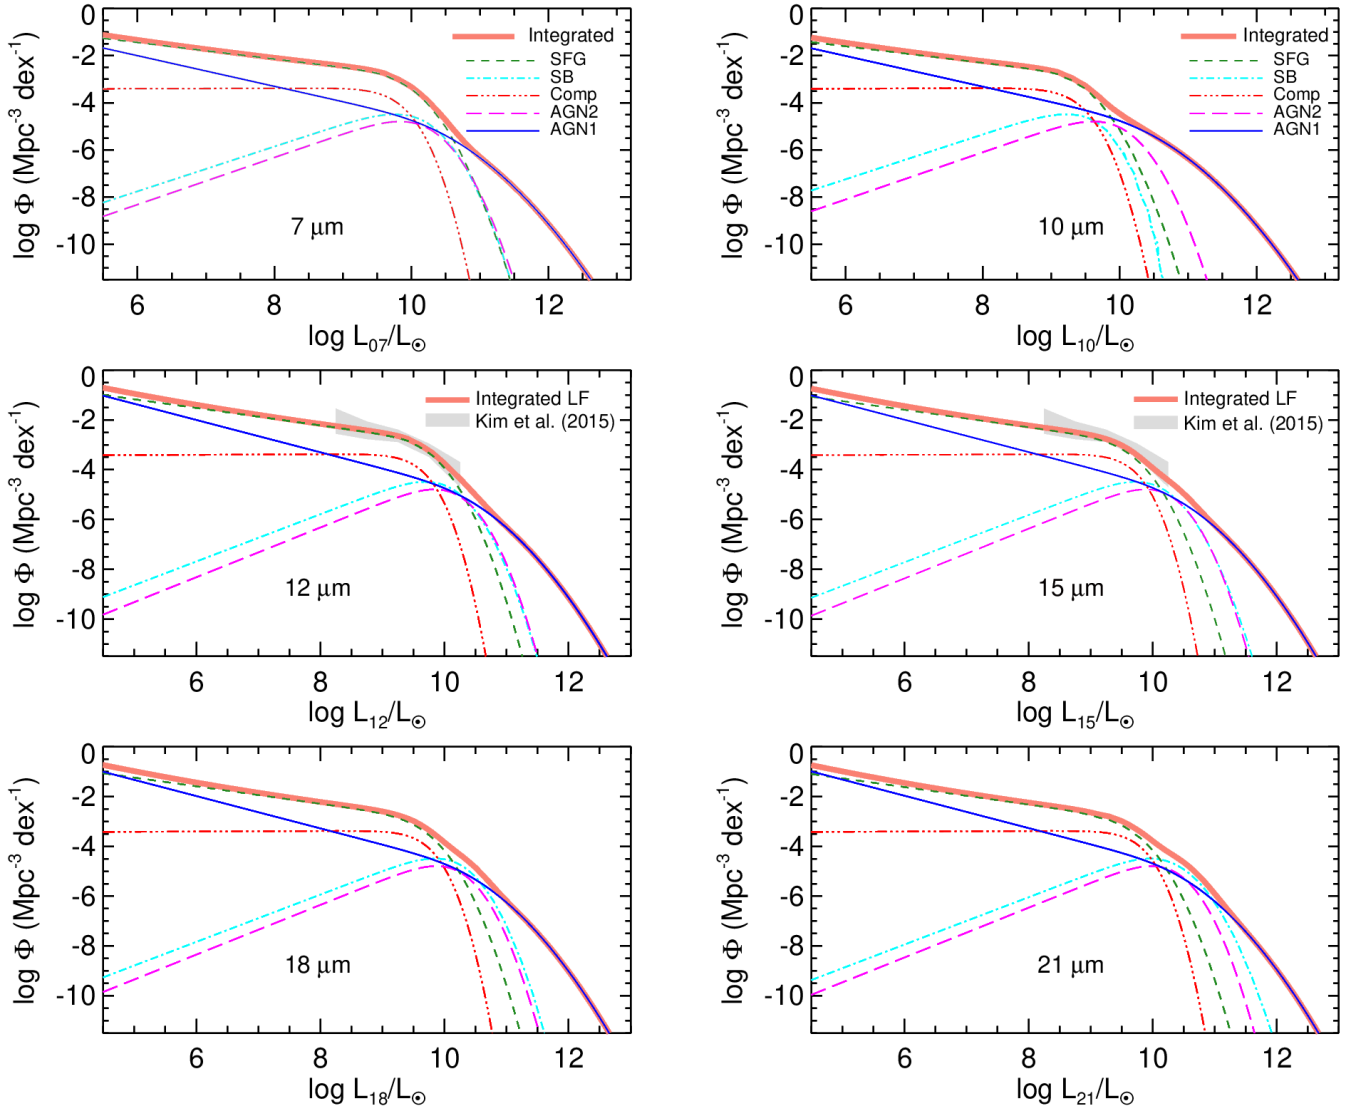 0
-2
-4
-6
-8
-10
log Φ (Mpc⁻³ dex⁻¹)
Integrated
SFG
SB
Comp
AGN2
AGN1
7 μm
6 8 10 12
log L₀₇/L☉
0
-2
-4
-6
-8
-10
log Φ (Mpc⁻³ dex⁻¹)
Integrated
SFG
SB
Comp
AGN2
AGN1
10 μm
6 8 10 12
log L₁₀/L☉
0
-2
-4
-6
-8
-10
log Φ (Mpc⁻³ dex⁻¹)
Integrated LF
Kim et al. (2015)
12 μm
6 8 10 12
log L₁₂/L☉
0
-2
-4
-6
-8
-10
log Φ (Mpc⁻³ dex⁻¹)
Integrated LF
Kim et al. (2015)
15 μm
6 8 10 12
log L₁₅/L☉
0
-2
-4
-6
-8
-10
log Φ (Mpc⁻³ dex⁻¹)
18 μm
6 8 10 12
log L₁₈/L☉
0
-2
-4
-6
-8
-10
log Φ (Mpc⁻³ dex⁻¹)
21 μm
6 8 10 12
log L₂₁/L☉